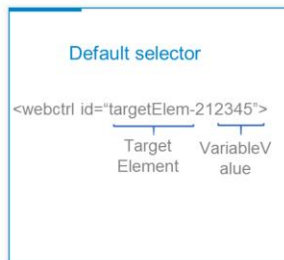 Default selector
<webctrl id=“targetElem-212345”>
Target
Element
VariableV
alue